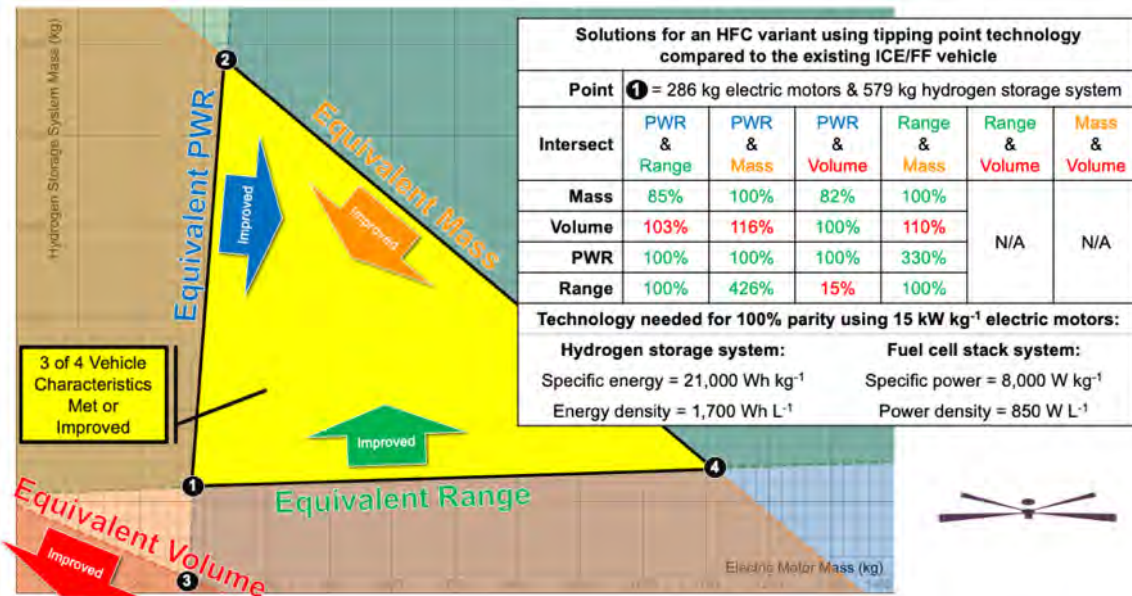 Hydrogen Storage System Mass (kg)
2
Equivalent PWR
Improved
Equivalent Mass
Improved
3 of 4 Vehicle
Characteristics
Met or
Improved
Improved
1
4
Equivalent Range
Equivalent Volume
Improved
3
Electric Motor Mass (kg)
Solutions for an HFC variant using tipping point technology
compared to the existing ICE/FF vehicle
Point 1 = 286 kg electric motors & 579 kg hydrogen storage system
Intersect PWR & Range PWR & Mass PWR & Volume Range & Mass Range & Volume Mass & Volume
Mass 85% 100% 82% 100% N/A N/A
Volume 103% 116% 100% 110%
PWR 100% 100% 100% 330%
Range 100% 426% 15% 100%
Technology needed for 100% parity using 15 kW kg⁻¹ electric motors:
Hydrogen storage system: Fuel cell stack system:
Specific energy = 21,000 Wh kg⁻¹ Specific power = 8,000 W kg⁻¹
Energy density = 1,700 Wh L⁻¹ Power density = 850 W L⁻¹